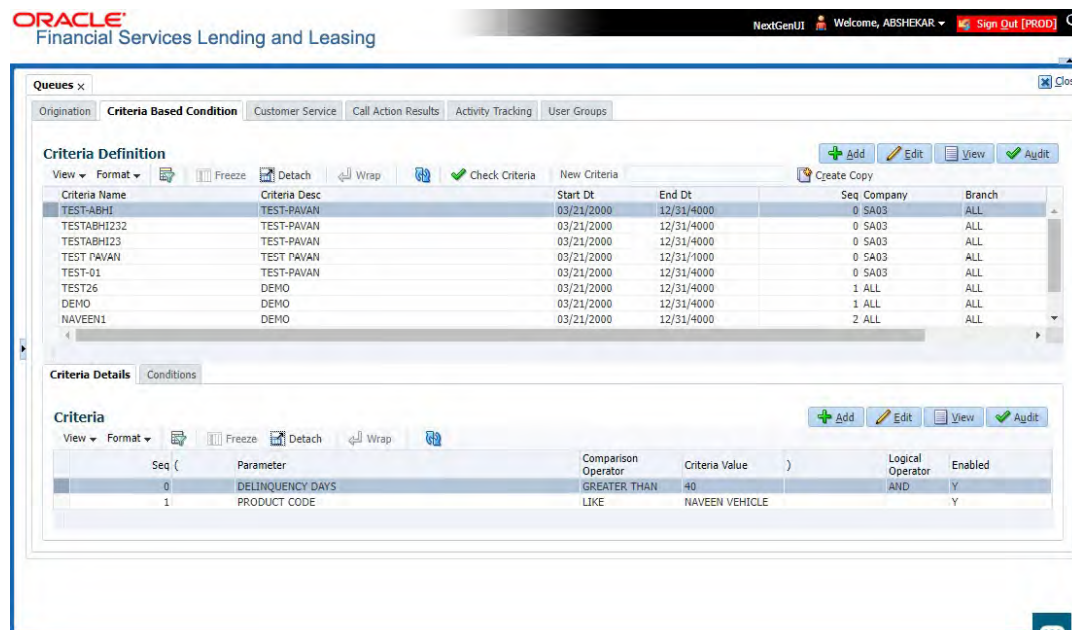 ORACLE
Financial Services Lending and Leasing
NextGenUI Welcome, ABSHEKAR Sign Out [PROD]
Queues x
Clos
Origination Criteria Based Condition Customer Service Call Action Results Activity Tracking User Groups
Criteria Definition
Add Edit View Audit
View Format Freeze Detach Wrap Check Criteria New Criteria Create Copy
Criteria Name Criteria Desc Start Dt End Dt Seq Company Branch
TEST-ABHI TEST-PAVAN 03/21/2000 12/31/4000 0 SA03 ALL
TESTABHI232 TEST-PAVAN 03/21/2000 12/31/4000 0 SA03 ALL
TESTABHI23 TEST-PAVAN 03/21/2000 12/31/4000 0 SA03 ALL
TEST PAVAN TEST PAVAN 03/21/2000 12/31/4000 0 SA03 ALL
TEST-01 TEST-PAVAN 03/21/2000 12/31/4000 0 SA03 ALL
TEST26 DEMO 03/21/2000 12/31/4000 1 ALL ALL
DEMO DEMO 03/21/2000 12/31/4000 1 ALL ALL
NAVEEN1 DEMO 03/21/2000 12/31/4000 2 ALL ALL
Criteria Details Conditions
Criteria
Add Edit View Audit
View Format Freeze Detach Wrap
Seq ( Parameter Comparison Operator Criteria Value ) Logical Operator Enabled
0 DELINQUENCY DAYS GREATER THAN 40 AND Y
1 PRODUCT CODE LIKE NAVEEN VEHICLE Y